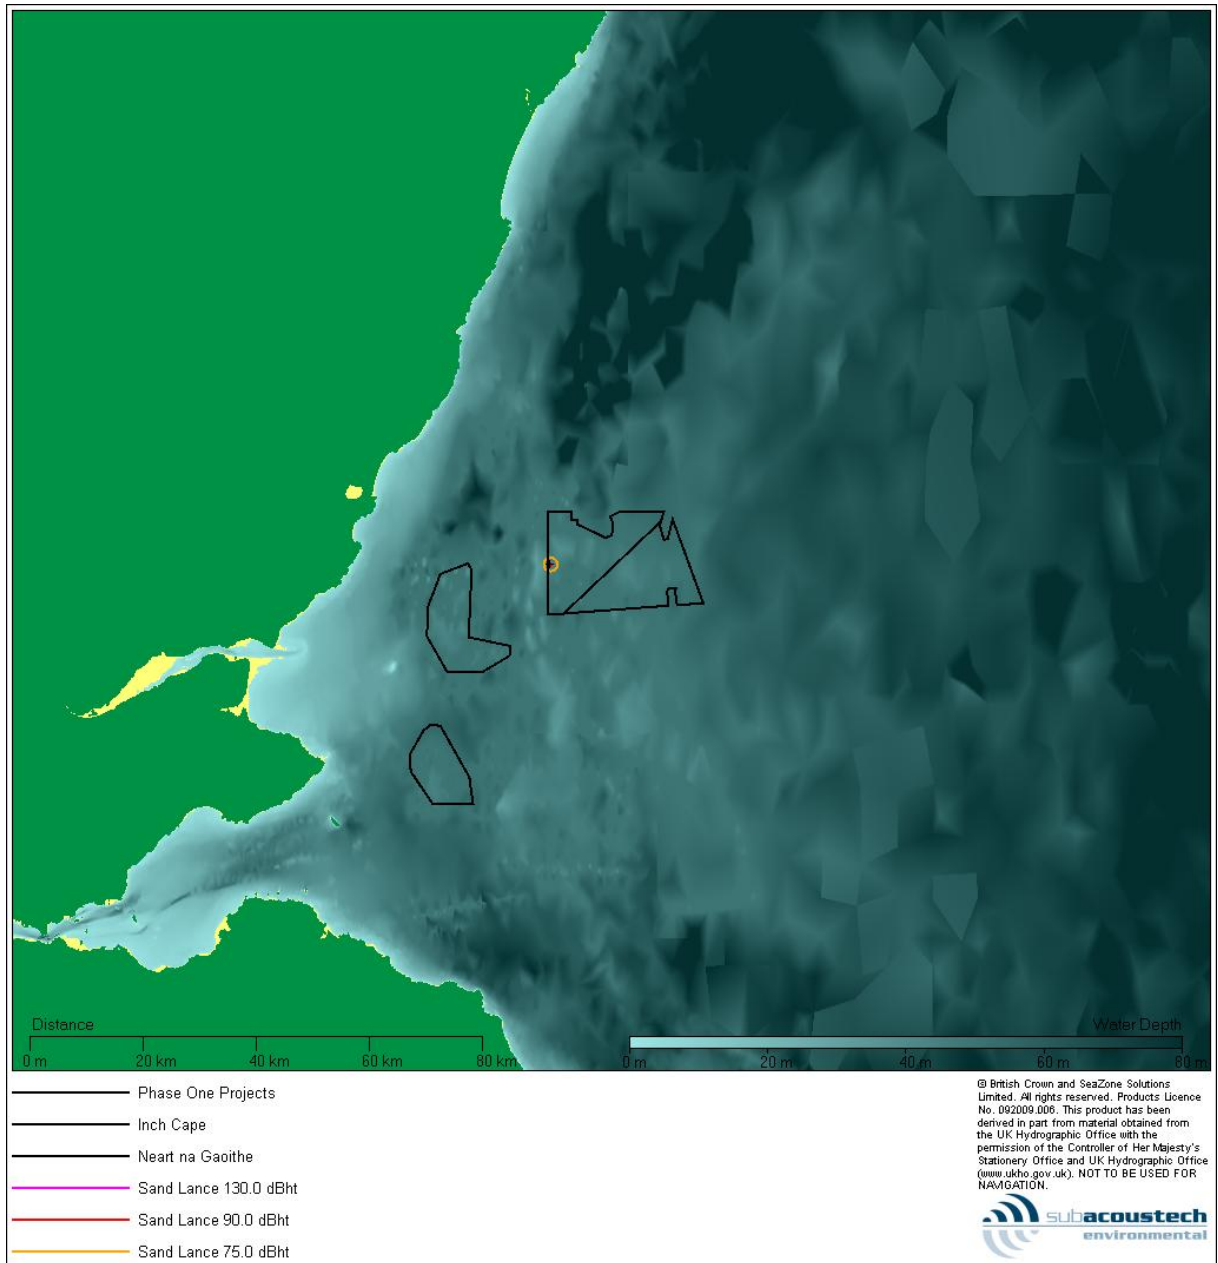 Distance
0 m 20 km 40 km 60 km 80 km
Water Depth
0 m 20 m 40 m 60 m 80 m
Phase One Projects
Inch Cape
Neart na Gaoithe
Sand Lance 130.0 dBht
Sand Lance 90.0 dBht
Sand Lance 75.0 dBht
© British Crown and SeaZone Solutions
Limited. All rights reserved. Products Licence
No. 092009.006. This product has been
derived in part from material obtained from
the UK Hydrographic Office with the
permission of the Controller of Her Majesty's
Stationery Office and UK Hydrographic Office
(www.ukho.gov.uk). NOT TO BE USED FOR
NAVIGATION.
subacoustech
environmental